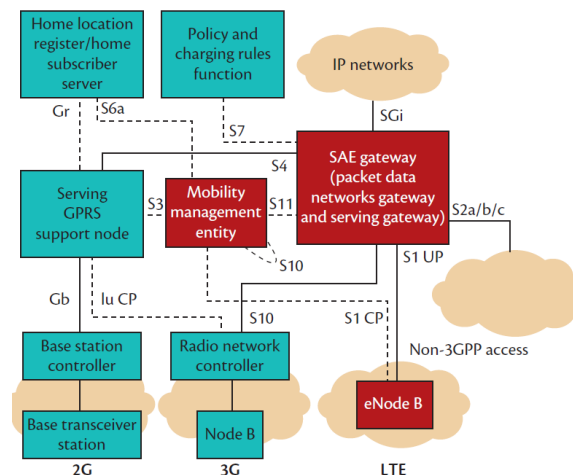 Home location
register/home
subscriber
server
Policy and
charging rules
function
IP networks
Gr
S6a
S7
SGi
S4
Serving
GPRS
support node
S3
Mobility
management
entity
S11
SAE gateway
(packet data
networks gateway
and serving gateway)
S2a/b/c
S10
S1 UP
Gb
Iu CP
S10
S1 CP
Non-3GPP access
Base station
controller
Radio network
controller
eNode B
Base transceiver
station
Node B
2G
3G
LTE